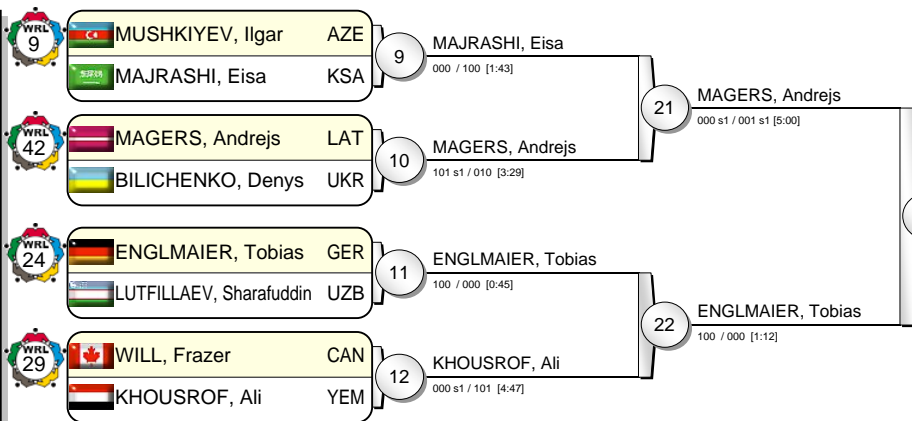 WRL
9
MUSHKIYEV, Ilgar AZE
MAJRASHI, Eisa KSA
9
MAJRASHI, Eisa
000 / 100 [1:43]
WRL
42
MAGERS, Andrejs LAT
BILICHENKO, Denys UKR
10
MAGERS, Andrejs
101 s1 / 010 [3:29]
21
MAGERS, Andrejs
000 s1 / 001 s1 [5:00]
WRL
24
ENGLMAIER, Tobias GER
LUTFILLAEV, Sharafuddin UZB
11
ENGLMAIER, Tobias
100 / 000 [0:45]
WRL
29
WILL, Frazer CAN
KHOUSROF, Ali YEM
12
KHOUSROF, Ali
000 s1 / 101 [4:47]
22
ENGLMAIER, Tobias
100 / 000 [1:12]